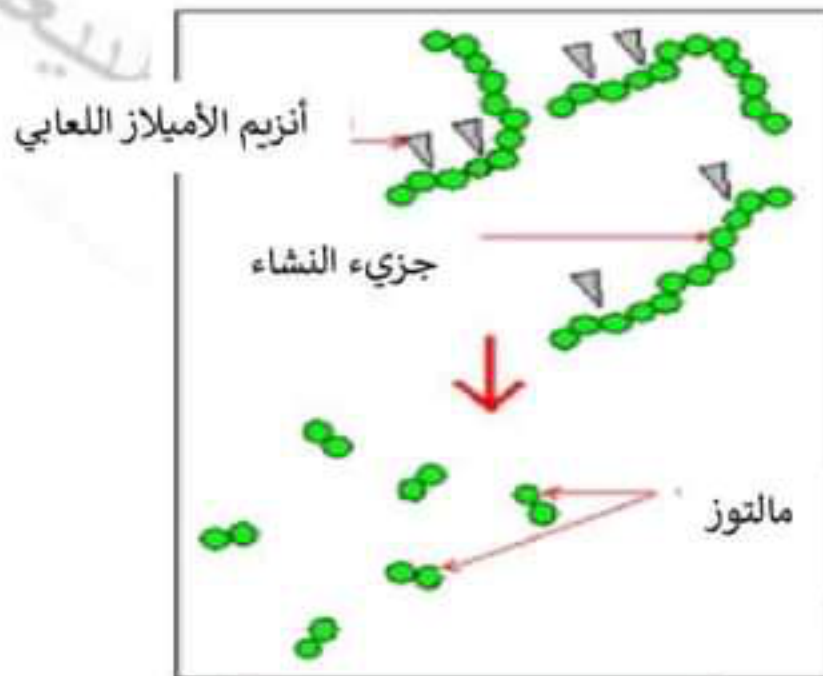 أنزيم الأميلاز اللعابي
جزيء النشاء
مالتوز